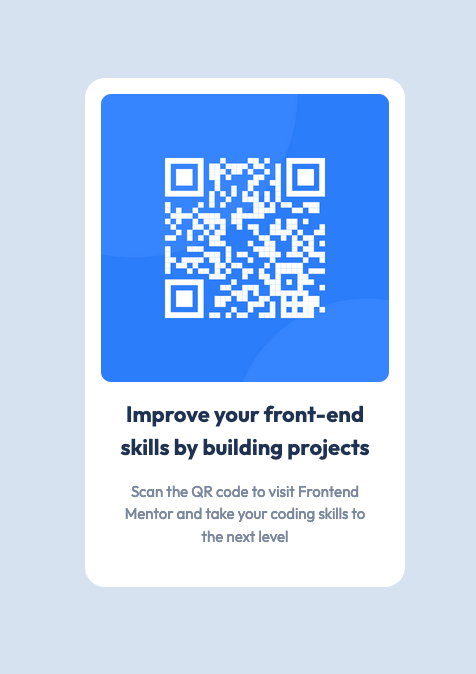 Improve your front-end
skills by building projects
Scan the QR code to visit Frontend
Mentor and take your coding skills to
the next level